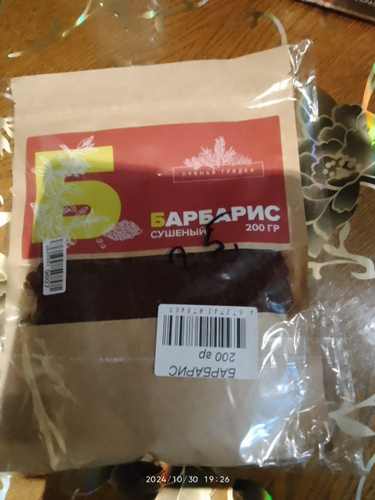 Б
ПРЯНАЯ ГРЯДКА
БАРБАРИС
СУШЕНЫЙ
200 ГР
БАРБАРИС
200 гр
2024/10/30 19:26